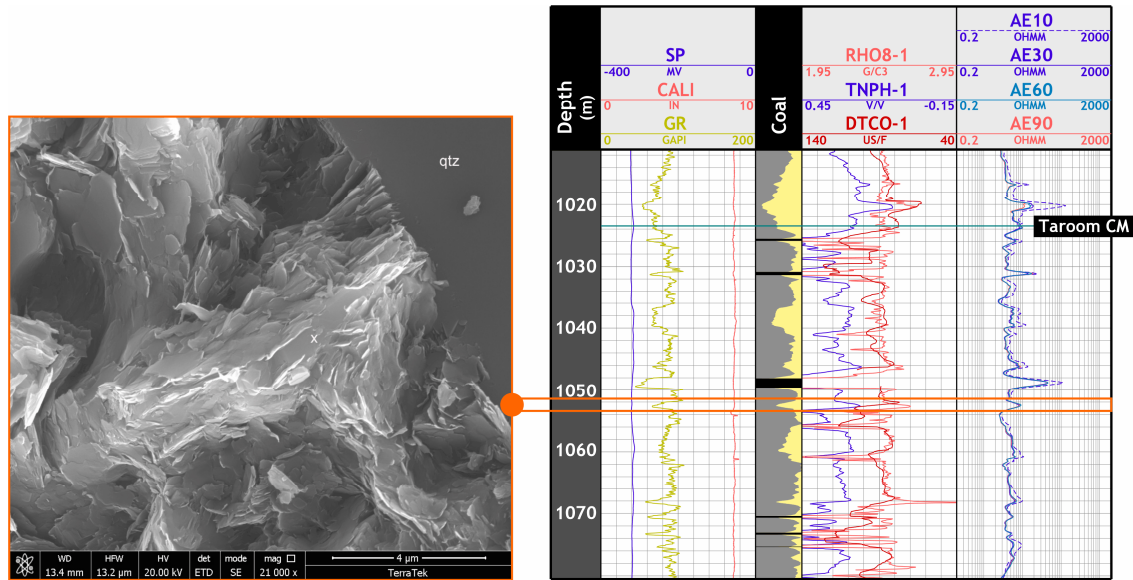 qtz
x
WD HFW HV det mode mag
13.4 mm 13.2 µm 20.00 kV ETD SE 21 000 x
4 µm
TerraTek
Depth
(m)
SP
-400 MV 0
CALI
0 IN 10
GR
0 GAPI 200
Coal
RHO8-1
1.95 G/C3 2.95
TNPH-1
0.45 V/V -0.15
DTCO-1
140 US/F 40
AE10
0.2 OHMM 2000
AE30
0.2 OHMM 2000
AE60
0.2 OHMM 2000
AE90
0.2 OHMM 2000
1020
Taroom CM
1030
1040
1050
1060
1070